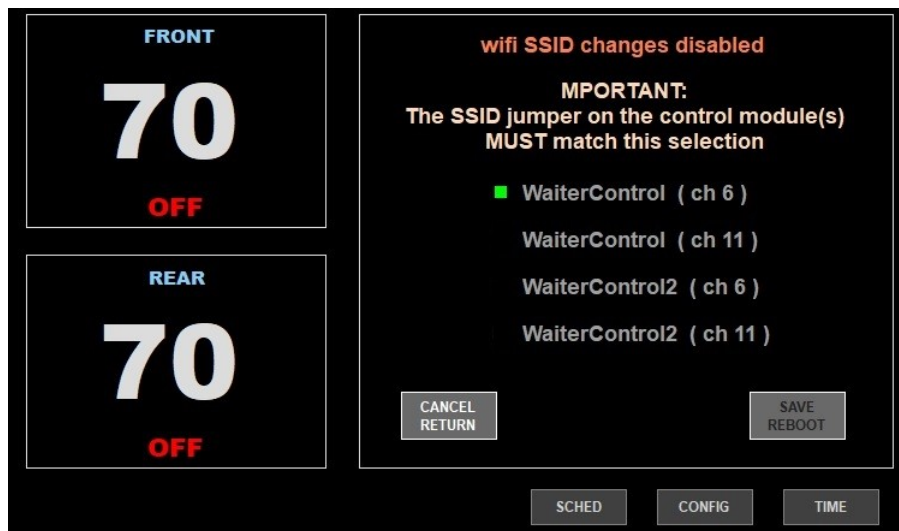 FRONT
70
OFF
REAR
70
OFF
wifi SSID changes disabled
MPORTANT:
The SSID jumper on the control module(s)
MUST match this selection
WaiterControl ( ch 6 )
WaiterControl ( ch 11 )
WaiterControl2 ( ch 6 )
WaiterControl2 ( ch 11 )
CANCEL
RETURN
SAVE
REBOOT
SCHED
CONFIG
TIME